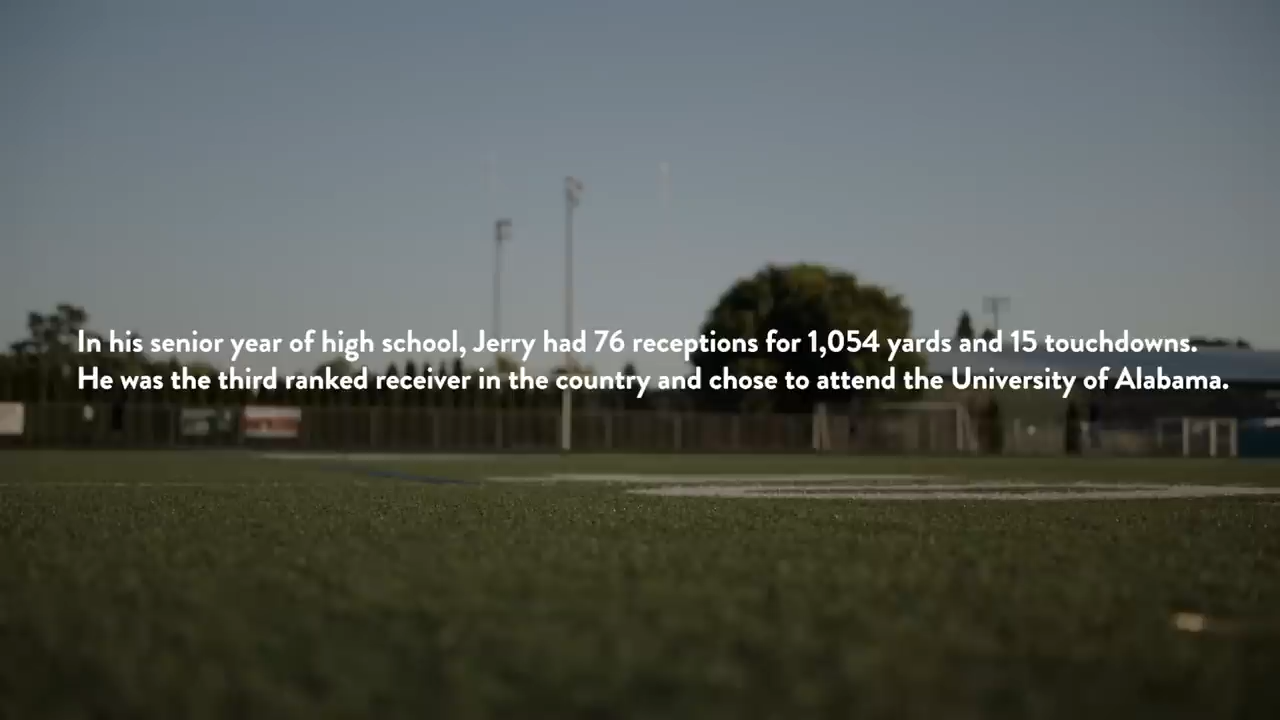 In his senior year of high school, Jerry had 76 receptions for 1,054 yards and 15 touchdowns.
He was the third ranked receiver in the country and chose to attend the University of Alabama.